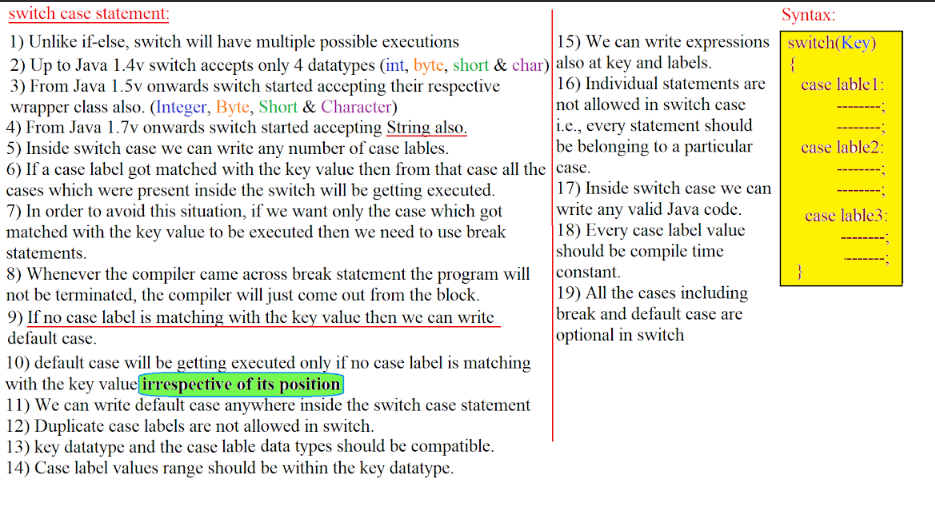 switch case statement:
1) Unlike if-else, switch will have multiple possible executions
2) Up to Java 1.4v switch accepts only 4 datatypes (int, byte, short & char)
3) From Java 1.5v onwards switch started accepting their respective
wrapper class also. (Integer, Byte, Short & Character)
4) From Java 1.7v onwards switch started accepting String also.
5) Inside switch case we can write any number of case lables.
6) If a case label got matched with the key value then from that case all the
cases which were present inside the switch will be getting executed.
7) In order to avoid this situation, if we want only the case which got
matched with the key value to be executed then we need to use break
statements.
8) Whenever the compiler came across break statement the program will
not be terminated, the compiler will just come out from the block.
9) If no case label is matching with the key value then we can write
default case.
10) default case will be getting executed only if no case label is matching
with the key value irrespective of its position
11) We can write default case anywhere inside the switch case statement
12) Duplicate case labels are not allowed in switch.
13) key datatype and the case lable data types should be compatible.
14) Case label values range should be within the key datatype.
15) We can write expressions
also at key and labels.
16) Individual statements are
not allowed in switch case
i.e., every statement should
be belonging to a particular
case.
17) Inside switch case we can
write any valid Java code.
18) Every case label value
should be compile time
constant.
19) All the cases including
break and default case are
optional in switch
Syntax:
switch(Key)
{
case lable1:
--------;
--------;
case lable2:
--------;
--------;
case lable3:
--------;
--------;
}